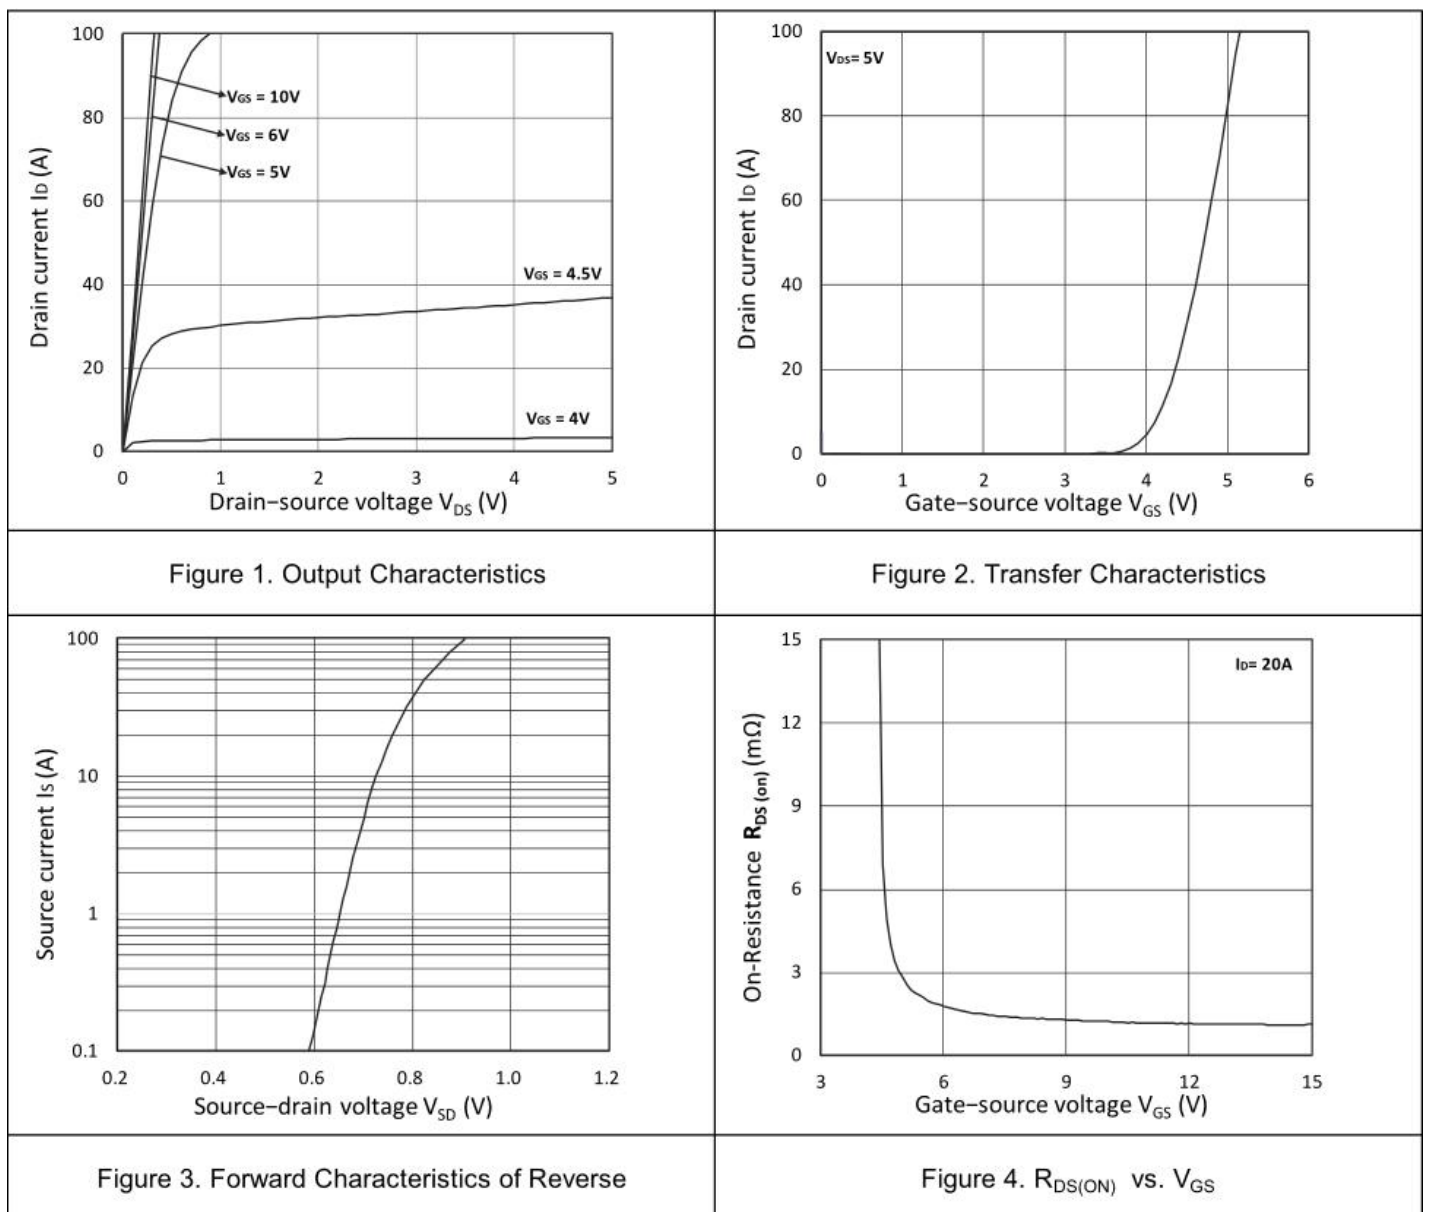 100
80
60
40
20
0
Drain current ID (A)
VGS = 10V
VGS = 6V
VGS = 5V
VGS = 4.5V
VGS = 4V
0 1 2 3 4 5
Drain−source voltage VDS (V)
Figure 1. Output Characteristics
100
80
60
40
20
0
Drain current ID (A)
VDS= 5V
0 1 2 3 4 5 6
Gate−source voltage VGS (V)
Figure 2. Transfer Characteristics
100
10
1
0.1
Source current IS (A)
0.2 0.4 0.6 0.8 1.0 1.2
Source−drain voltage VSD (V)
Figure 3. Forward Characteristics of Reverse
15
12
9
6
3
0
On-Resistance RDS (on) (mΩ)
ID= 20A
3 6 9 12 15
Gate−source voltage VGS (V)
Figure 4. RDS(ON) vs. VGS